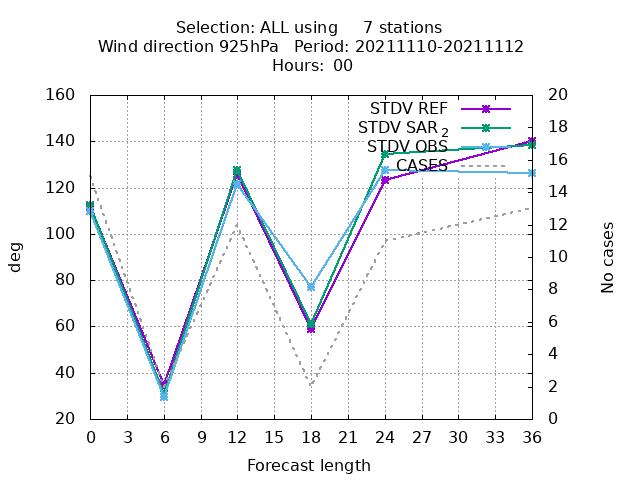 Selection: ALL using 7 stations
Wind direction 925hPa Period: 20211110-20211112
Hours: 00
160
140
120
100
80
60
40
20
deg
20
18
16
14
12
10
8
6
4
2
0
No cases
STDV REF
STDV SAR 2
STDV OBS
CASES
0 3 6 9 12 15 18 21 24 27 30 33 36
Forecast length